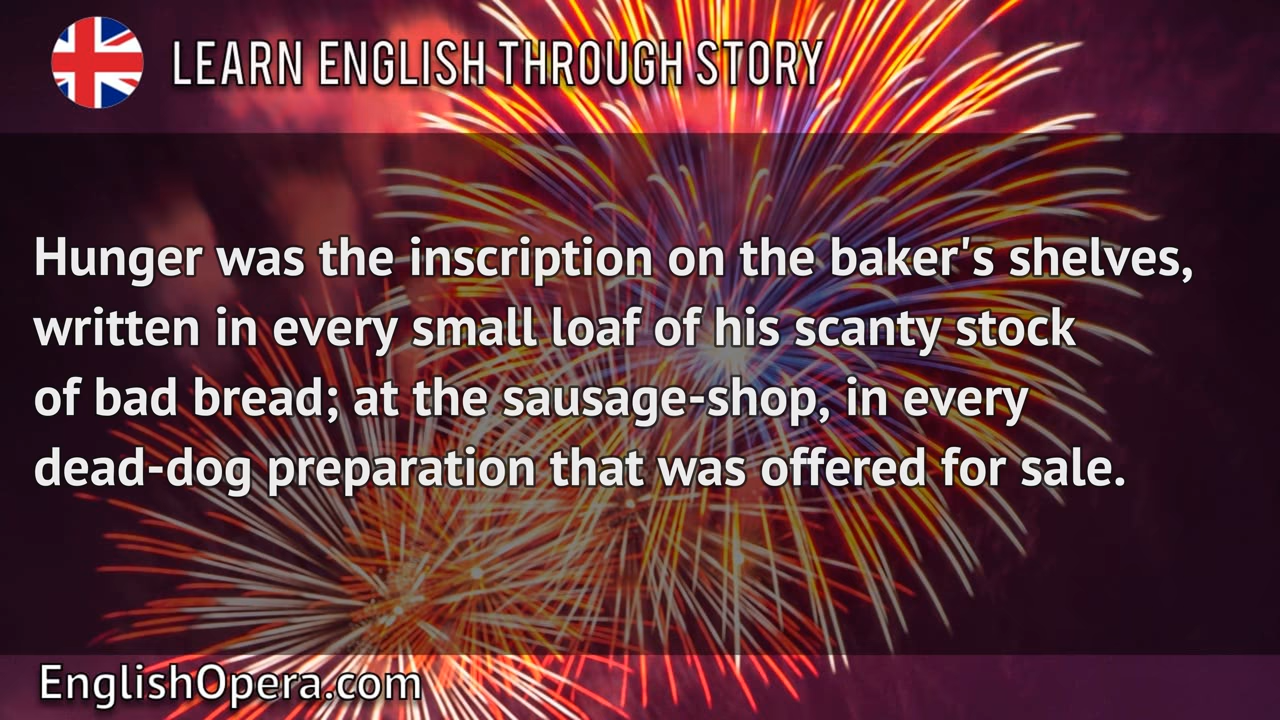 LEARN ENGLISH THROUGH STORY
Hunger was the inscription on the baker's shelves,
written in every small loaf of his scanty stock
of bad bread; at the sausage-shop, in every
dead-dog preparation that was offered for sale.
EnglishOpera.com